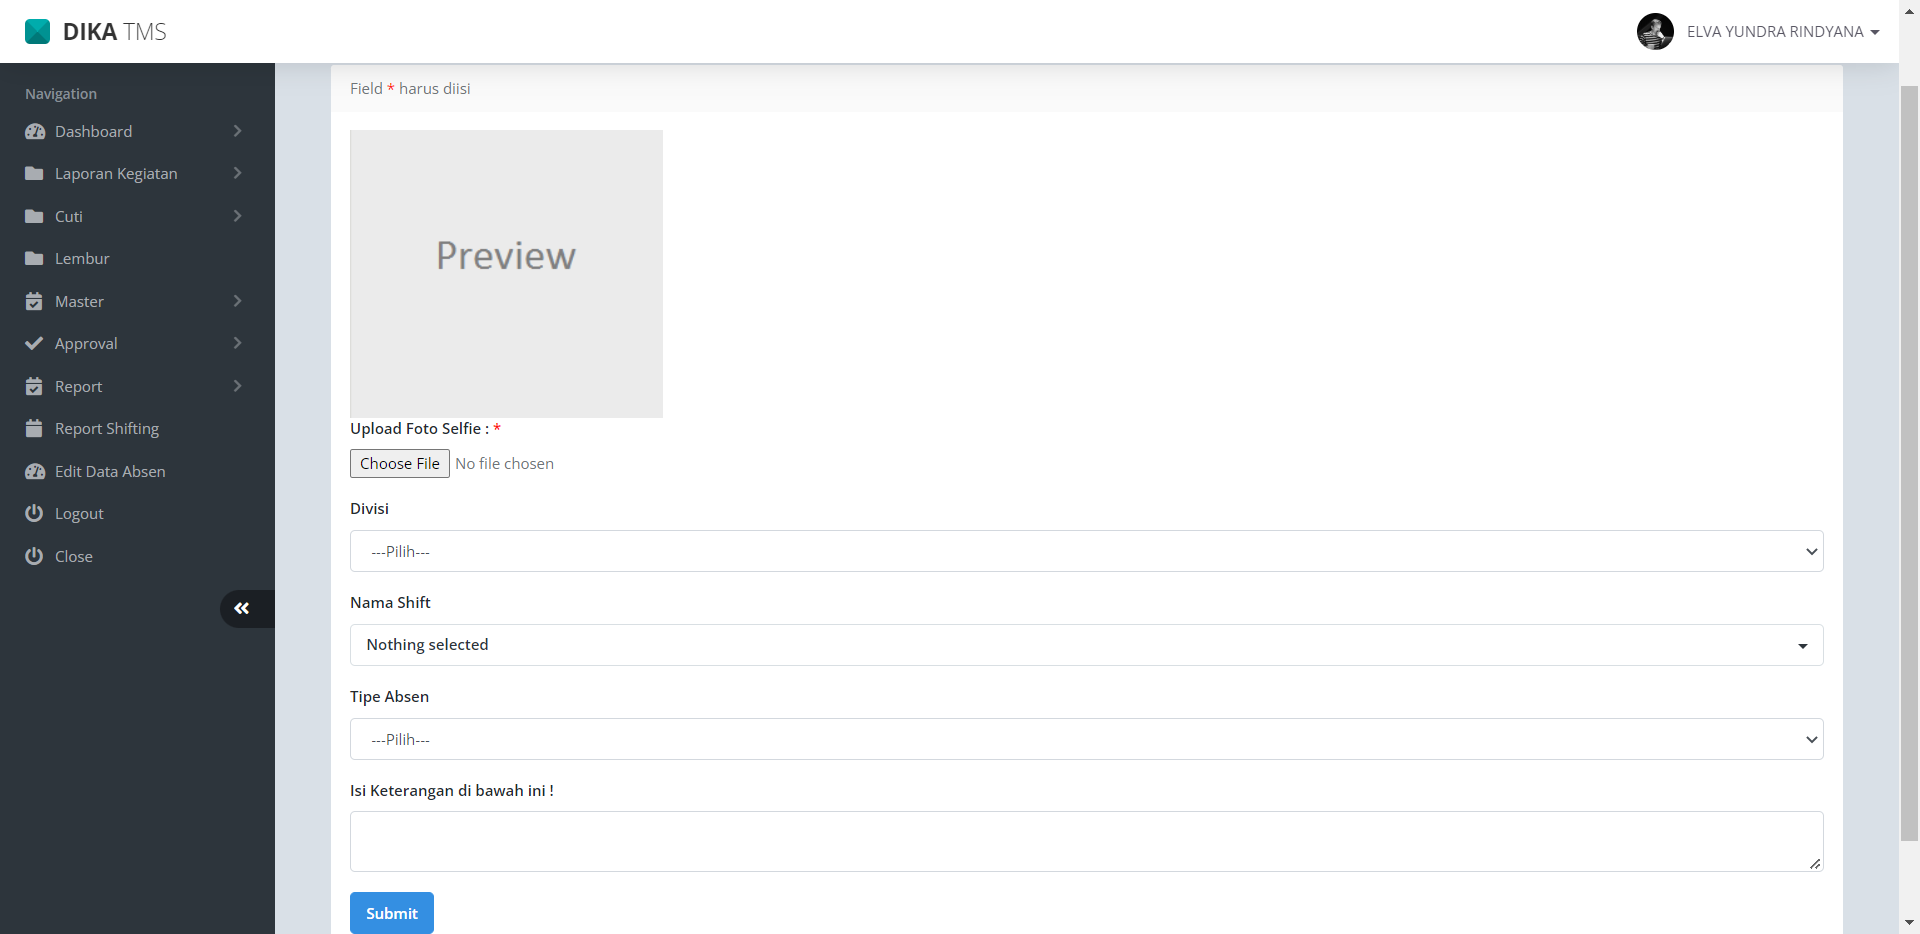 DIKA TMS
ELVA YUNDRA RINDYANA
Navigation
Dashboard
Laporan Kegiatan
Cuti
Lembur
Master
Approval
Report
Report Shifting
Edit Data Absen
Logout
Close
Field * harus diisi
Preview
Upload Foto Selfie : *
Choose File No file chosen
Divisi
---Pilih---
Nama Shift
Nothing selected
Tipe Absen
---Pilih---
Isi Keterangan di bawah ini !
Submit